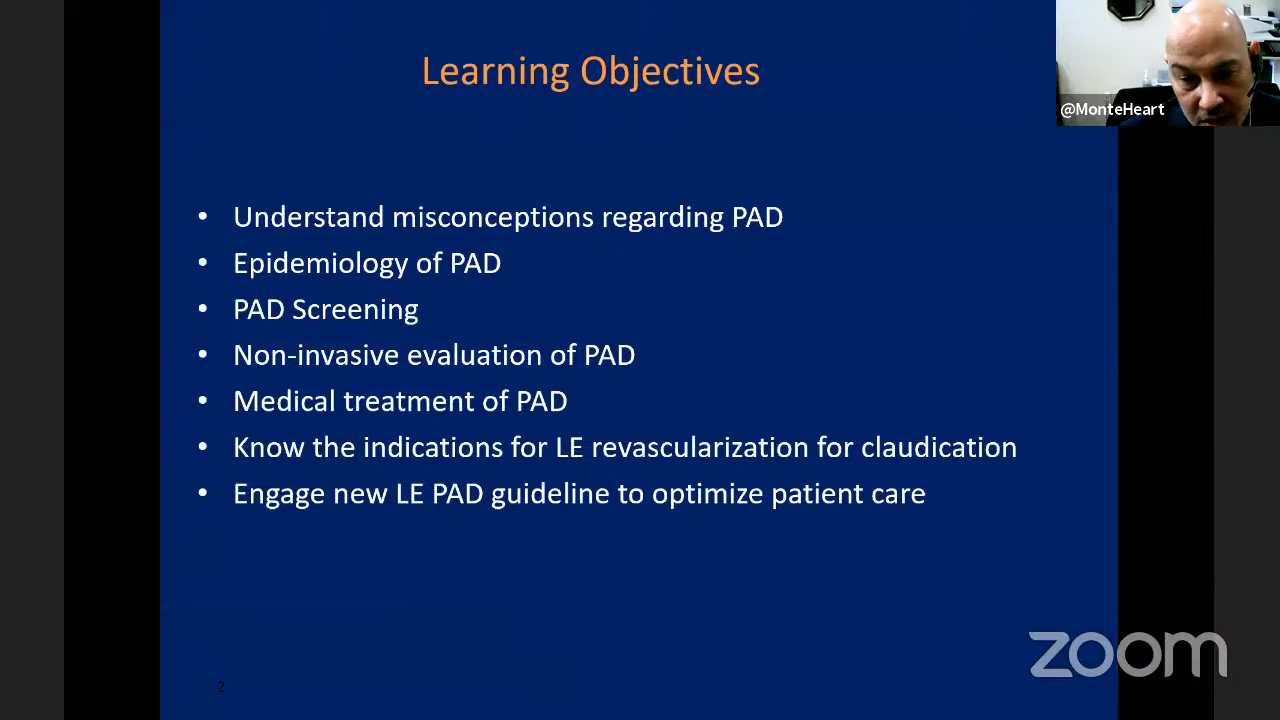 Learning Objectives
@MonteHeart
• Understand misconceptions regarding PAD
• Epidemiology of PAD
• PAD Screening
• Non-invasive evaluation of PAD
• Medical treatment of PAD
• Know the indications for LE revascularization for claudication
• Engage new LE PAD guideline to optimize patient care
zoom
2